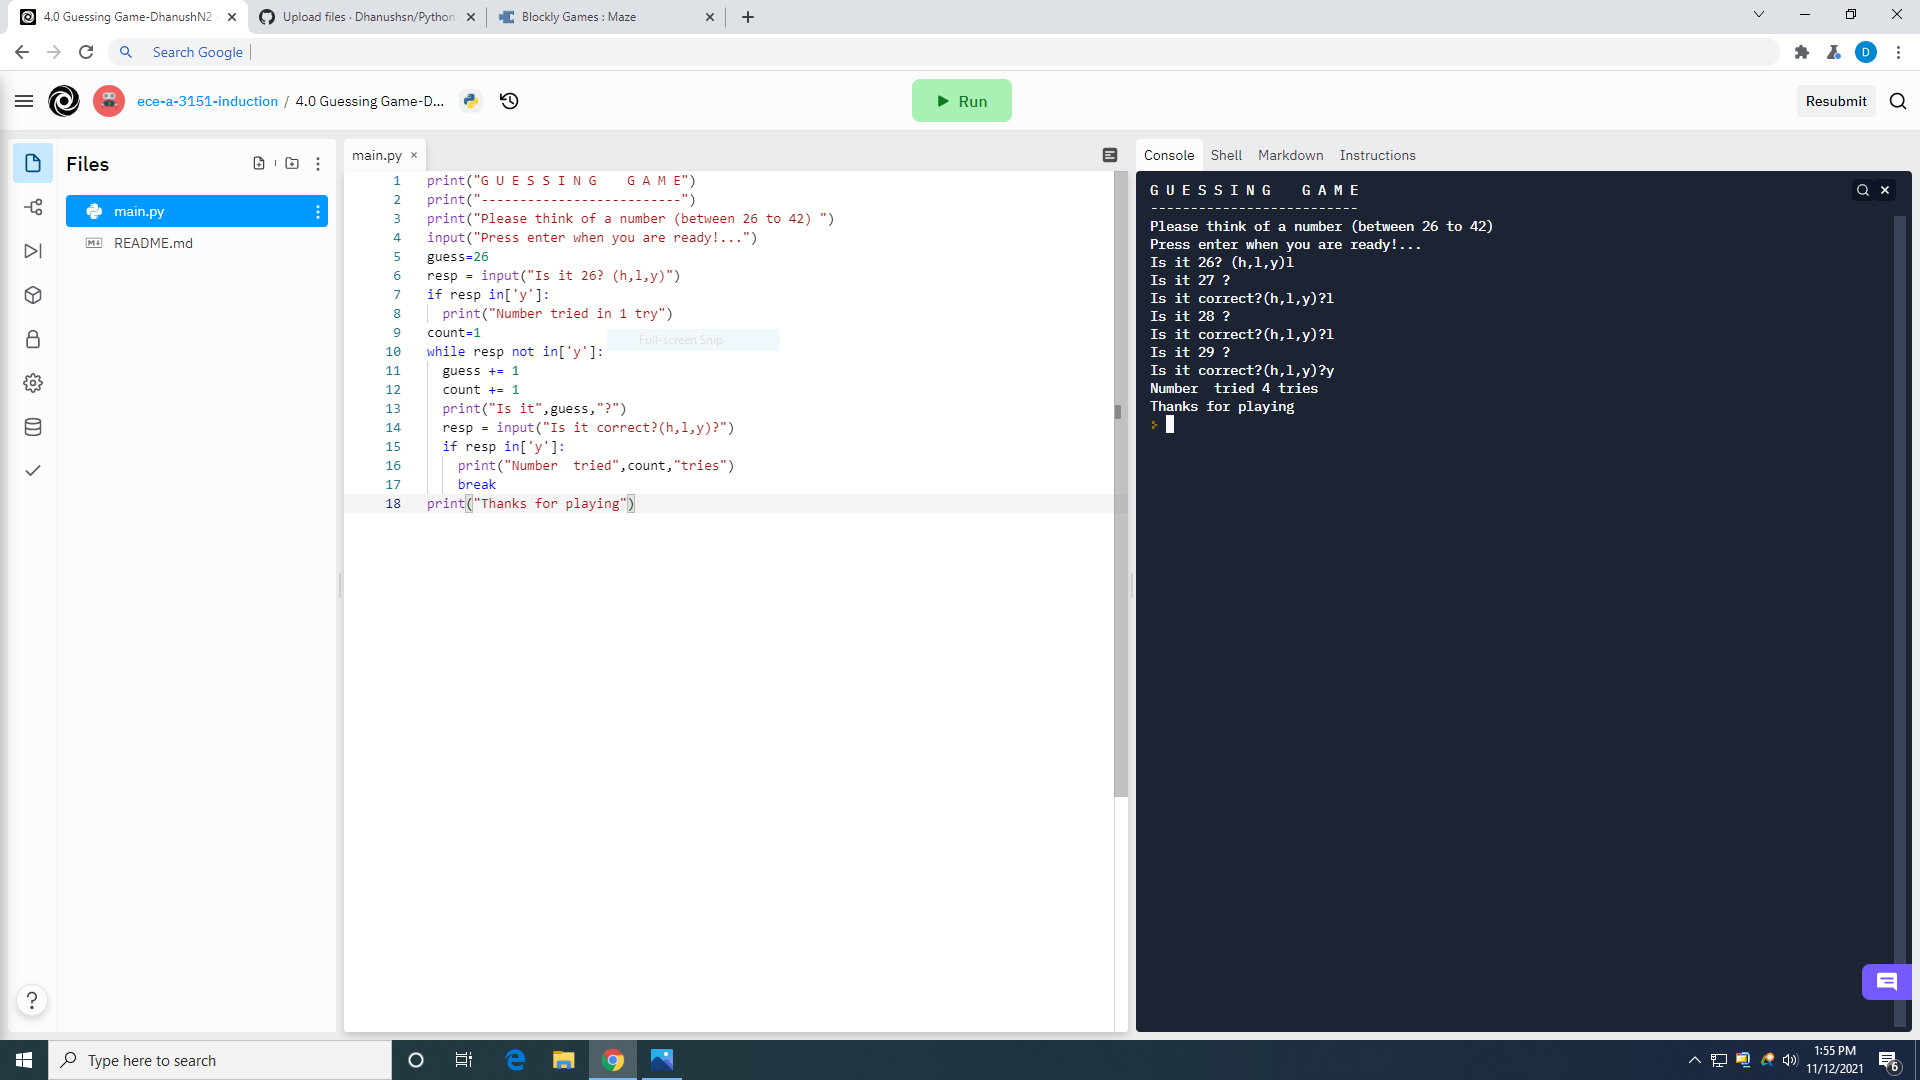 4.0 Guessing Game-DhanushN2
Upload files · Dhanushsn/Python
Blockly Games : Maze
Search Google
D
ece-a-3151-induction / 4.0 Guessing Game-D...
Run
Resubmit
Files
main.py
README.md
main.py
1 print("G U E S S I N G    G A M E")
2 print("--------------------------")
3 print("Please think of a number (between 26 to 42) ")
4 input("Press enter when you are ready!...")
5 guess=26
6 resp = input("Is it 26? (h,l,y)")
7 if resp in['y']:
8   print("Number tried in 1 try")
9 count=1
Full-screen Snip
10 while resp not in['y']:
11   guess += 1
12   count += 1
13   print("Is it",guess,"?")
14   resp = input("Is it correct?(h,l,y)?")
15   if resp in['y']:
16     print("Number  tried",count,"tries")
17     break
18 print("Thanks for playing")
Console Shell Markdown Instructions
G U E S S I N G    G A M E
--------------------------
Please think of a number (between 26 to 42)
Press enter when you are ready!...
Is it 26? (h,l,y)l
Is it 27 ?
Is it correct?(h,l,y)?l
Is it 28 ?
Is it correct?(h,l,y)?l
Is it 29 ?
Is it correct?(h,l,y)?y
Number  tried 4 tries
Thanks for playing
?
Type here to search
1:55 PM
11/12/2021
6